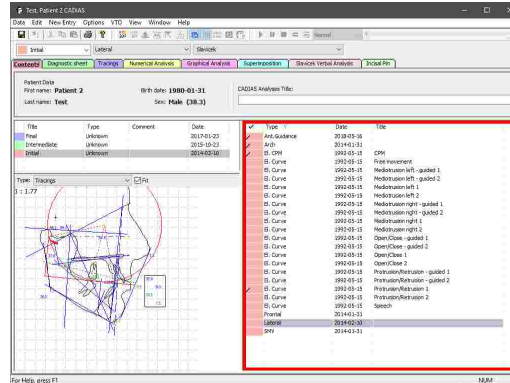 Test, Patient 2 CADIAS
Data Edit New Entry Options VTO View Window Help
Normal
Initial Lateral Slavicek
Contents Diagnostic sheet Tracings Numerical Analysis Graphical Analysis Superimposition Slavicek Verbal Analysis Incisal Pin
Patient Data
First name: Patient 2 Birth date: 1980-01-31 CADIAS Analyses Title:
Last name: Test Sex: Male (38.3)
Title Type Comment Date
Final Unknown 2017-01-23
Intermediate Unknown 2015-10-23
Initial Unknown 2014-02-10
Type: Tracings Fit
1 : 1.77
Type Date Title
Ant.Guidance 2018-05-16
Arch 2014-01-31
El. CPM 1992-05-15 CPM
El. Curve 1992-05-15 Free movement
El. Curve 1992-05-15 Mediotrusion left - guided 1
El. Curve 1992-05-15 Mediotrusion left - guided 2
El. Curve 1992-05-15 Mediotrusion left 1
El. Curve 1992-05-15 Mediotrusion left 2
El. Curve 1992-05-15 Mediotrusion right - guided 1
El. Curve 1992-05-15 Mediotrusion right - guided 2
El. Curve 1992-05-15 Mediotrusion right 1
El. Curve 1992-05-15 Mediotrusion right 2
El. Curve 1992-05-15 Open/Close - guided 1
El. Curve 1992-05-15 Open/Close - guided 2
El. Curve 1992-05-15 Open/Close 1
El. Curve 1992-05-15 Open/Close 2
El. Curve 1992-05-15 Protrusion/Retrusion - guided 1
El. Curve 1992-05-15 Protrusion/Retrusion - guided 2
El. Curve 1992-05-15 Protrusion/Retrusion 1
El. Curve 1992-05-15 Protrusion/Retrusion 2
El. Curve 1992-05-15 Speech
Frontal 2014-01-31
Lateral 2014-02-10
SMV 2014-01-31
For Help, press F1 NUM